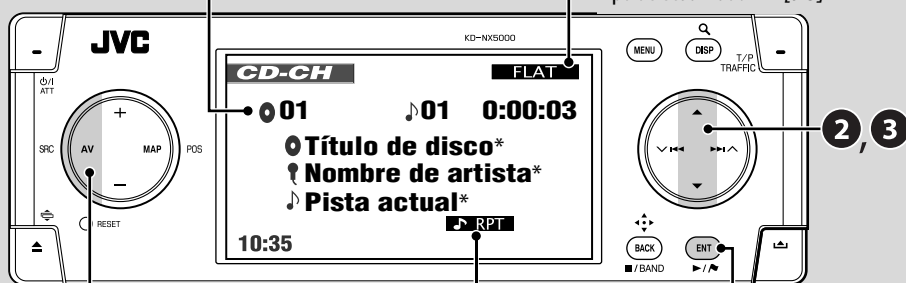 JVC
KD-NX5000
MENU
DISP
T/P
TRAFFIC
/I
ATT
CD-CH
FLAT
01 01 0:00:03
Título de disco*
Nombre de artista*
Pista actual*
RPT
10:35
+
SRC
AV
MAP
POS
–
RESET
2, 3
BACK
ENT
/BAND